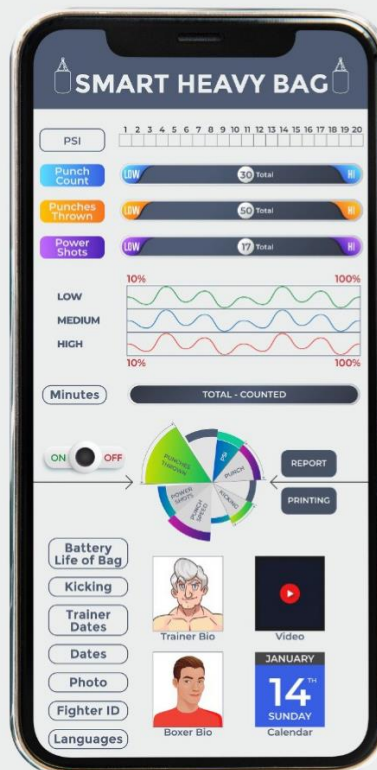 SMART HEAVY BAG
PSI
1 2 3 4 5 6 7 8 9 10 11 12 13 14 15 16 17 18 19 20
Punch
Count
LOW 30 Total HI
Punches
Thrown
LOW 50 Total HI
Power
Shots
LOW 17 Total HI
10% 100%
LOW
MEDIUM
HIGH
10% 100%
Minutes
TOTAL - COUNTED
ON OFF
PUNCHES
THROWN
PSI
PUNCH
KICKING
PUNCH
SPEED
POWER
SHOTS
REPORT
PRINTING
Battery
Life of Bag
Kicking
Trainer
Dates
Dates
Photo
Fighter ID
Languages
Trainer Bio
Video
Boxer Bio
JANUARY
14TH
SUNDAY
Calendar